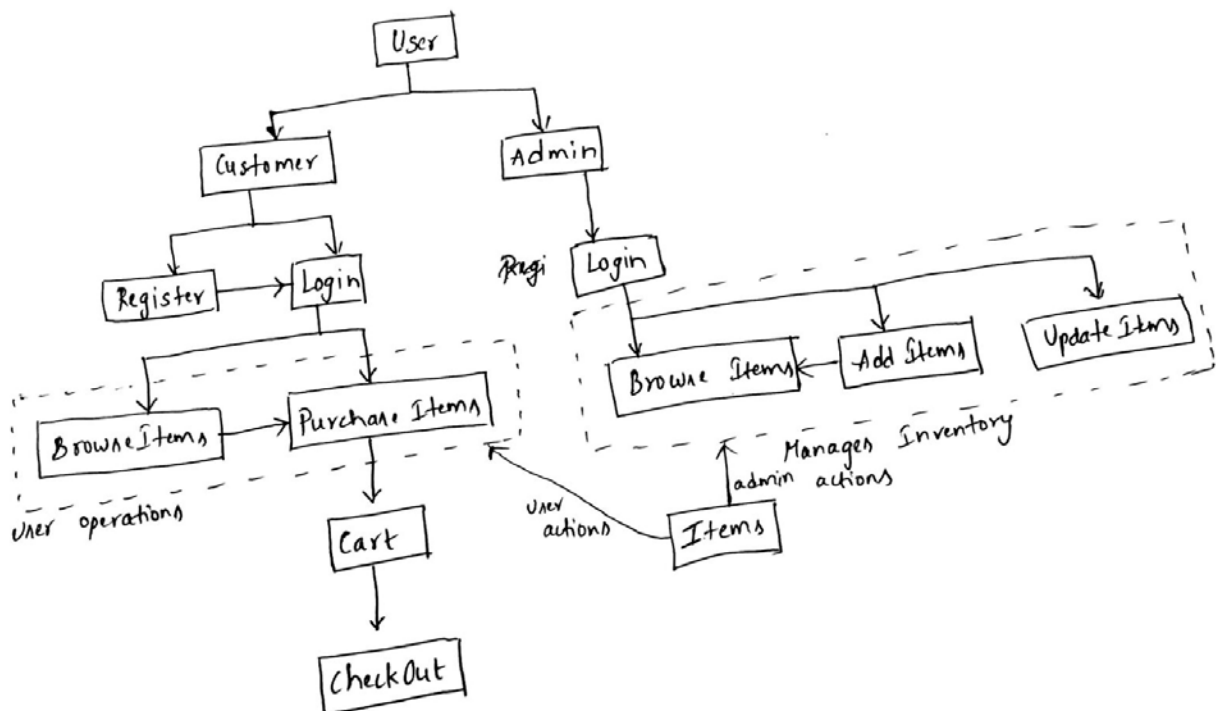 User
Customer
Admin
Register
Login
Login
Browse Items
Purchase Items
Browse Items
Add Items
Update Items
User operations
Manages Inventory
user
actions
admin actions
Items
Cart
CheckOut